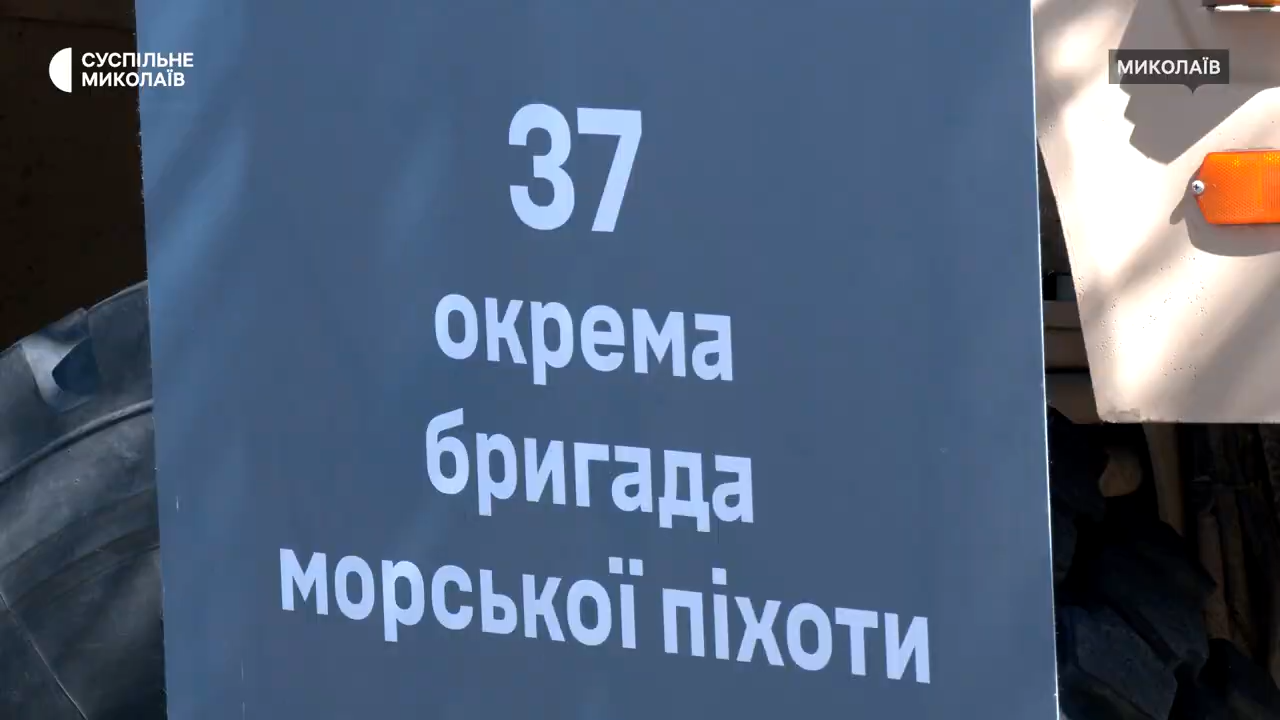 СУСПІЛЬНЕ
МИКОЛАЇВ
МИКОЛАЇВ
37
окрема
бригада
морської піхоти